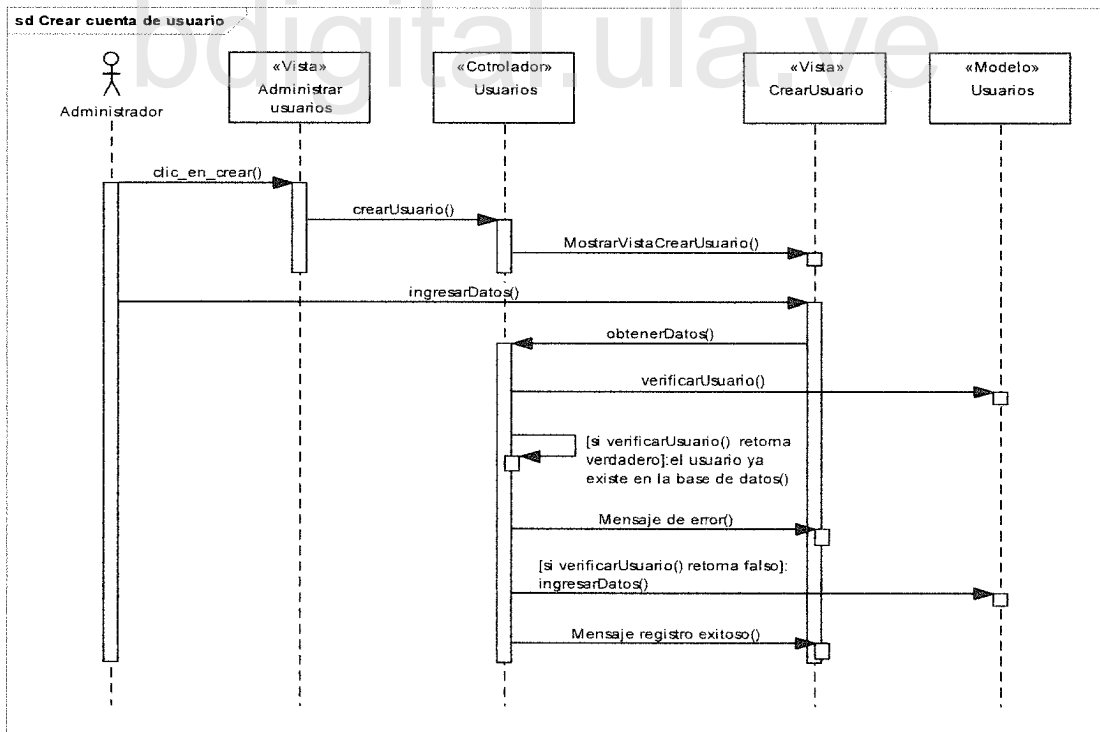 bdigital.ula.ve
sd Crear cuenta de usuario
Administrador
«Vista»
Administrar
usuarios
«Cotrolador»
Usuarios
«Vista»
CrearUsuario
«Modelo»
Usuarios
clic_en_crear()
crearUsuario()
MostrarVistaCrearUsuario()
ingresarDatos()
obtenerDatos()
verificarUsuario()
[si verificarUsuario() retorna
verdadero]:el usuario ya
existe en la base de datos()
Mensaje de error()
[si verificarUsuario() retorna falso]:
ingresarDatos()
Mensaje registro exitoso()